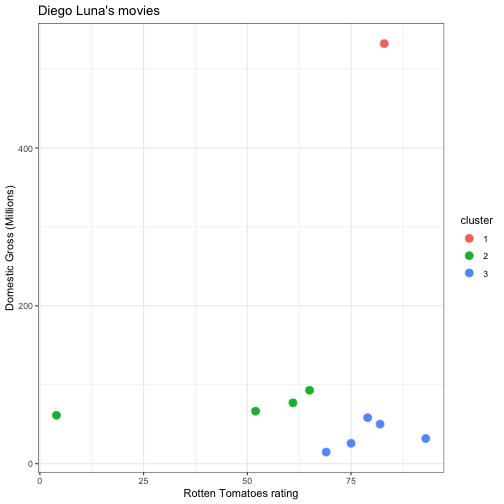 Diego Luna's movies
Domestic Gross (Millions)
400
200
0
0 25 50 75
Rotten Tomatoes rating
cluster
1
2
3